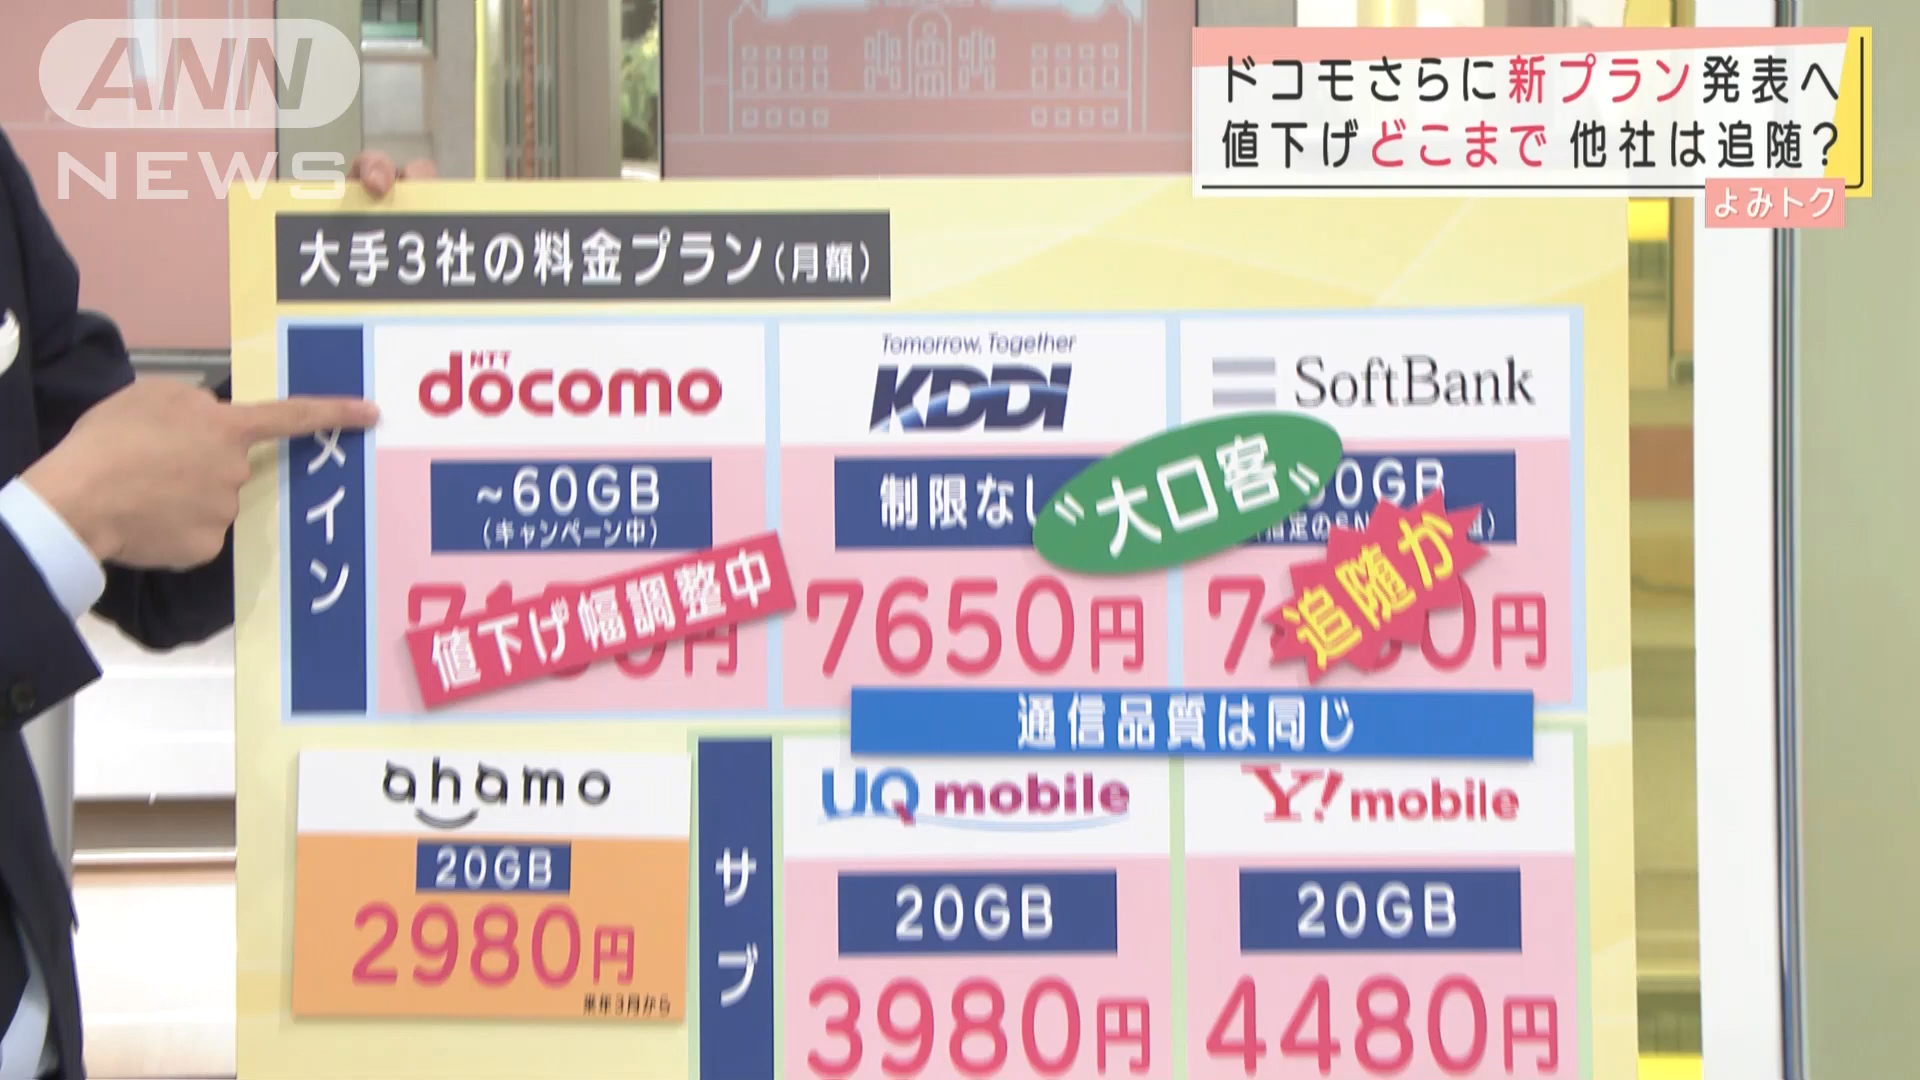 ANN
NEWS
ドコモさらに新プラン発表へ
値下げどこまで 他社は追随?
よみトク
大手3社の料金プラン(月額)
メイン
NTT
docomo
~60GB
(キャンペーン中)
値下げ幅調整中
円
Tomorrow, Together
KDDI
制限なし
7650円
SoftBank
〝大口客〟
0GB
追随か
円
通信品質は同じ
ahamo
20GB
2980円
来年3月から
サブ
UQ mobile
20GB
3980円
Y!mobile
20GB
4480円